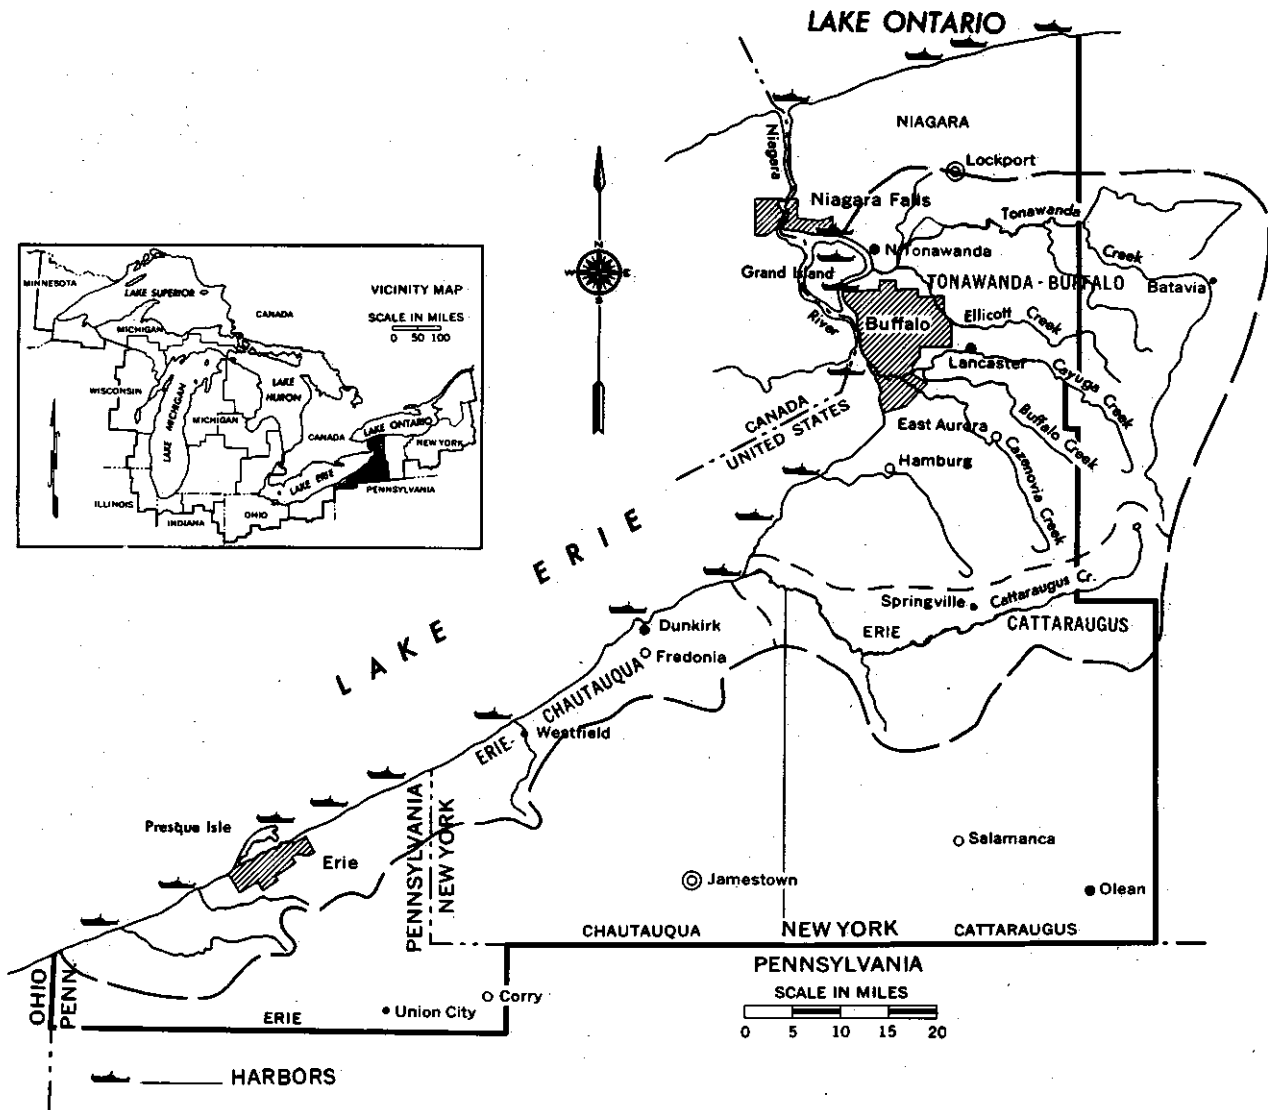 LAKE ONTARIO
NIAGARA
Niagara
Lockport
Niagara Falls
Tonawanda
Creek
N Tonawanda
Grand Island
TONAWANDA - BUFFALO
Batavia
River
Buffalo
Ellicott
Creek
Lancaster
Cayuga Creek
CANADA
UNITED STATES
East Aurora
Buffalo Creek
Hamburg
Cazenovia Creek
N
W
E
S
MINNESOTA
LAKE SUPERIOR
VICINITY MAP
CANADA
SCALE IN MILES
0 50 100
MICHIGAN
WISCONSIN
LAKE MICHIGAN
MICHIGAN
LAKE HURON
CANADA
LAKE ONTARIO
NEW YORK
LAKE ERIE
PENNSYLVANIA
ILLINOIS
INDIANA
OHIO
LAKE ERIE
Springville
Cattaraugus Cr.
ERIE
CATTARAUGUS
Dunkirk
Fredonia
ERIE-CHAUTAUQUA
Westfield
PENNSYLVANIA
NEW YORK
Presque Isle
Erie
Salamanca
Jamestown
Olean
CHAUTAUQUA
NEW YORK
CATTARAUGUS
PENNSYLVANIA
OHIO
PENN.
Corry
Union City
ERIE
SCALE IN MILES
0 5 10 15 20
HARBORS